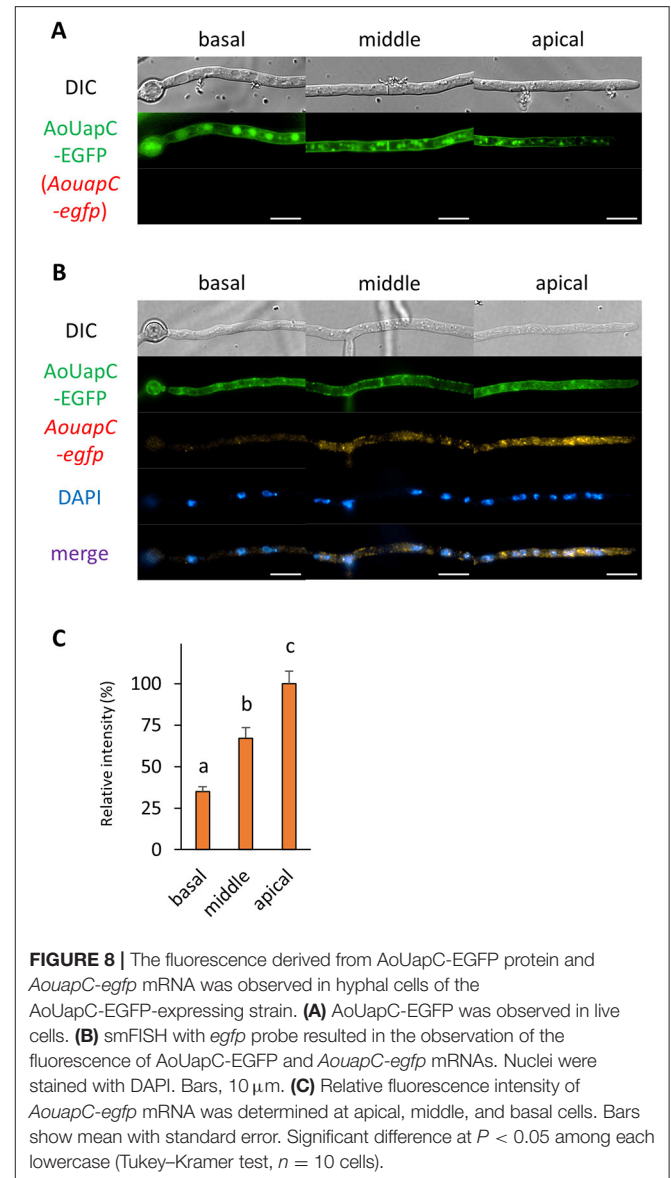 A
basal middle apical
DIC
AoUapC
-EGFP
(AouapC
-egfp)
B
basal middle apical
DIC
AoUapC
-EGFP
AouapC
-egfp
DAPI
merge
C
Relative intensity (%)
100
75
50
25
0
a
b
c
basal
middle
apical
FIGURE 8 | The fluorescence derived from AoUapC-EGFP protein and
AouapC-egfp mRNA was observed in hyphal cells of the
AoUapC-EGFP-expressing strain. (A) AoUapC-EGFP was observed in live
cells. (B) smFISH with egfp probe resulted in the observation of the
fluorescence of AoUapC-EGFP and AouapC-egfp mRNAs. Nuclei were
stained with DAPI. Bars, 10 μm. (C) Relative fluorescence intensity of
AouapC-egfp mRNA was determined at apical, middle, and basal cells. Bars
show mean with standard error. Significant difference at P < 0.05 among each
lowercase (Tukey–Kramer test, n = 10 cells).